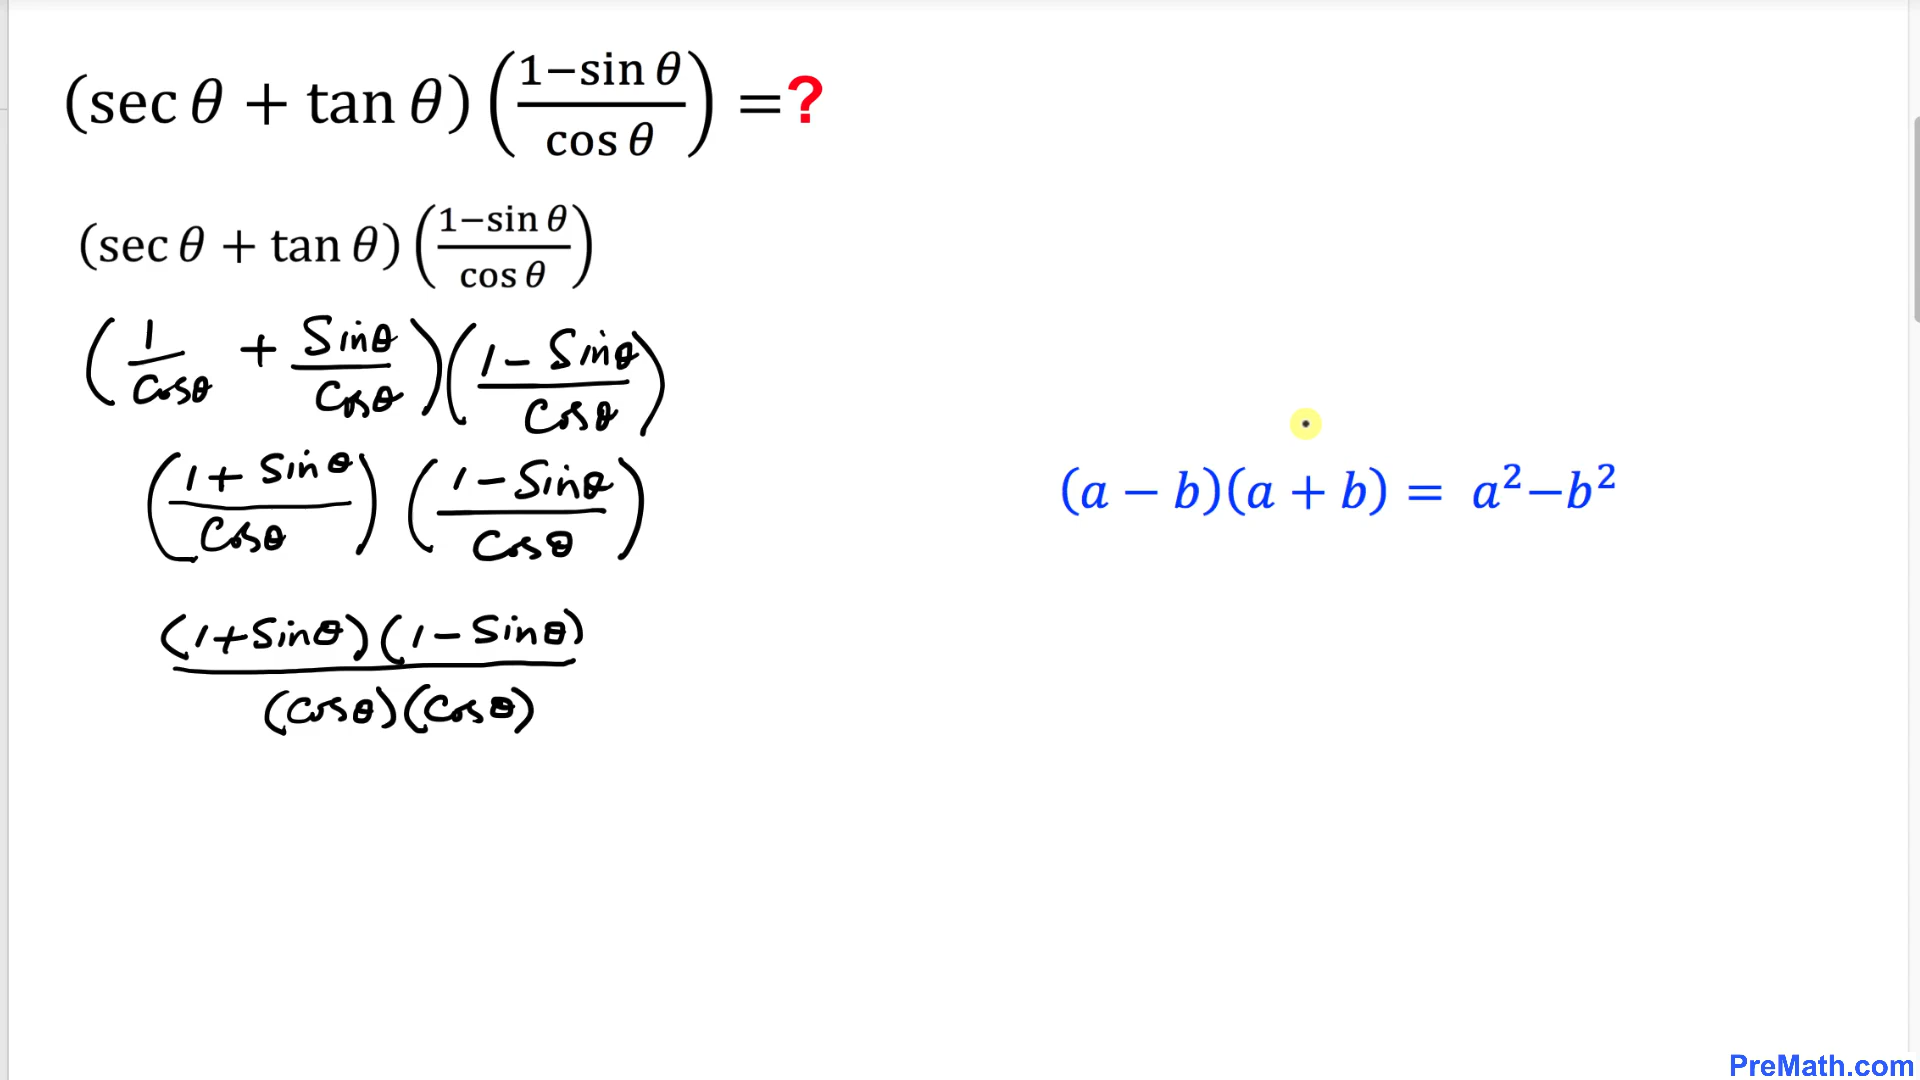 (sec θ + tan θ) ((1−sin θ)/(cos θ)) =?
(sec θ + tan θ) ((1−sin θ)/(cos θ))
(1/Cosθ + Sinθ/Cosθ)((1 − Sinθ)/Cosθ)
((1 + Sinθ)/Cosθ) ((1 − Sinθ)/Cosθ)
(a − b)(a + b) = a²−b²
(1+Sinθ)(1 − Sinθ)/(Cosθ)(Cosθ)
PreMath.com